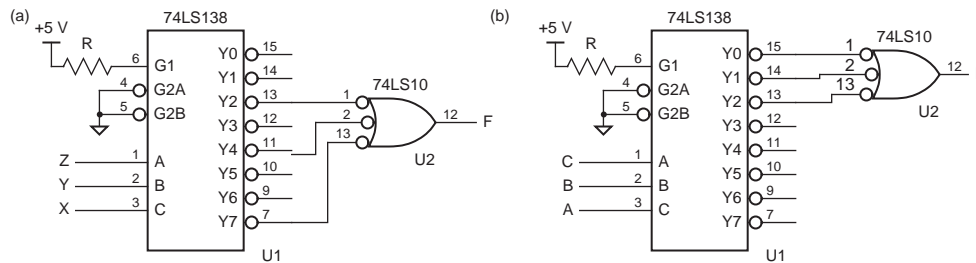 (a)
74LS138
+5 V
R
6
G1
4
G2A
5
G2B
Z
1
A
Y
2
B
X
3
C
Y0
15
Y1
14
Y2
13
Y3
12
Y4
11
Y5
10
Y6
9
Y7
7
U1
74LS10
1
2
13
12
F
U2
(b)
74LS138
+5 V
R
6
G1
4
G2A
5
G2B
C
1
A
B
2
B
A
3
C
Y0
15
Y1
14
Y2
13
Y3
12
Y4
11
Y5
10
Y6
9
Y7
7
U1
74LS10
1
2
13
12
U2